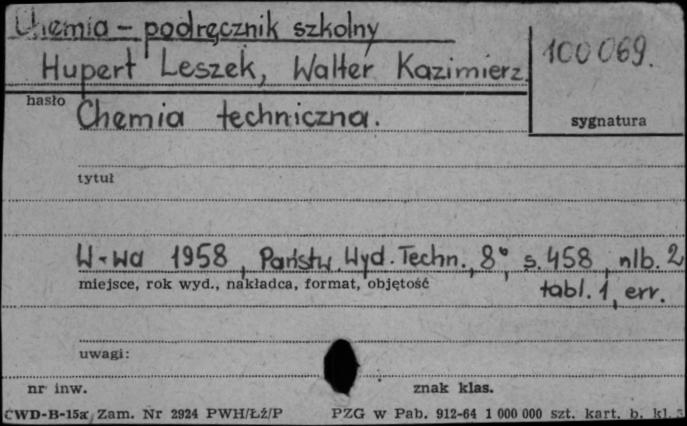 Chemia - podręcznik szkolny
Hupert Leszek, Walter Kazimierz.
100069.
hasło
sygnatura
Chemia techniczna.
tytuł
W-wa 1958, Państw. Wyd. Techn., 8°, s. 458, nlb. 2
miejsce, rok wyd., nakładca, format, objętość
tabl. 1, err.
uwagi:
nr inw.
znak klas.
CWD-B-15a Zam. Nr 2924 PWH/Łż/P
PZG w Pab. 912-64 1 000 000 szt. kart. b. kl.